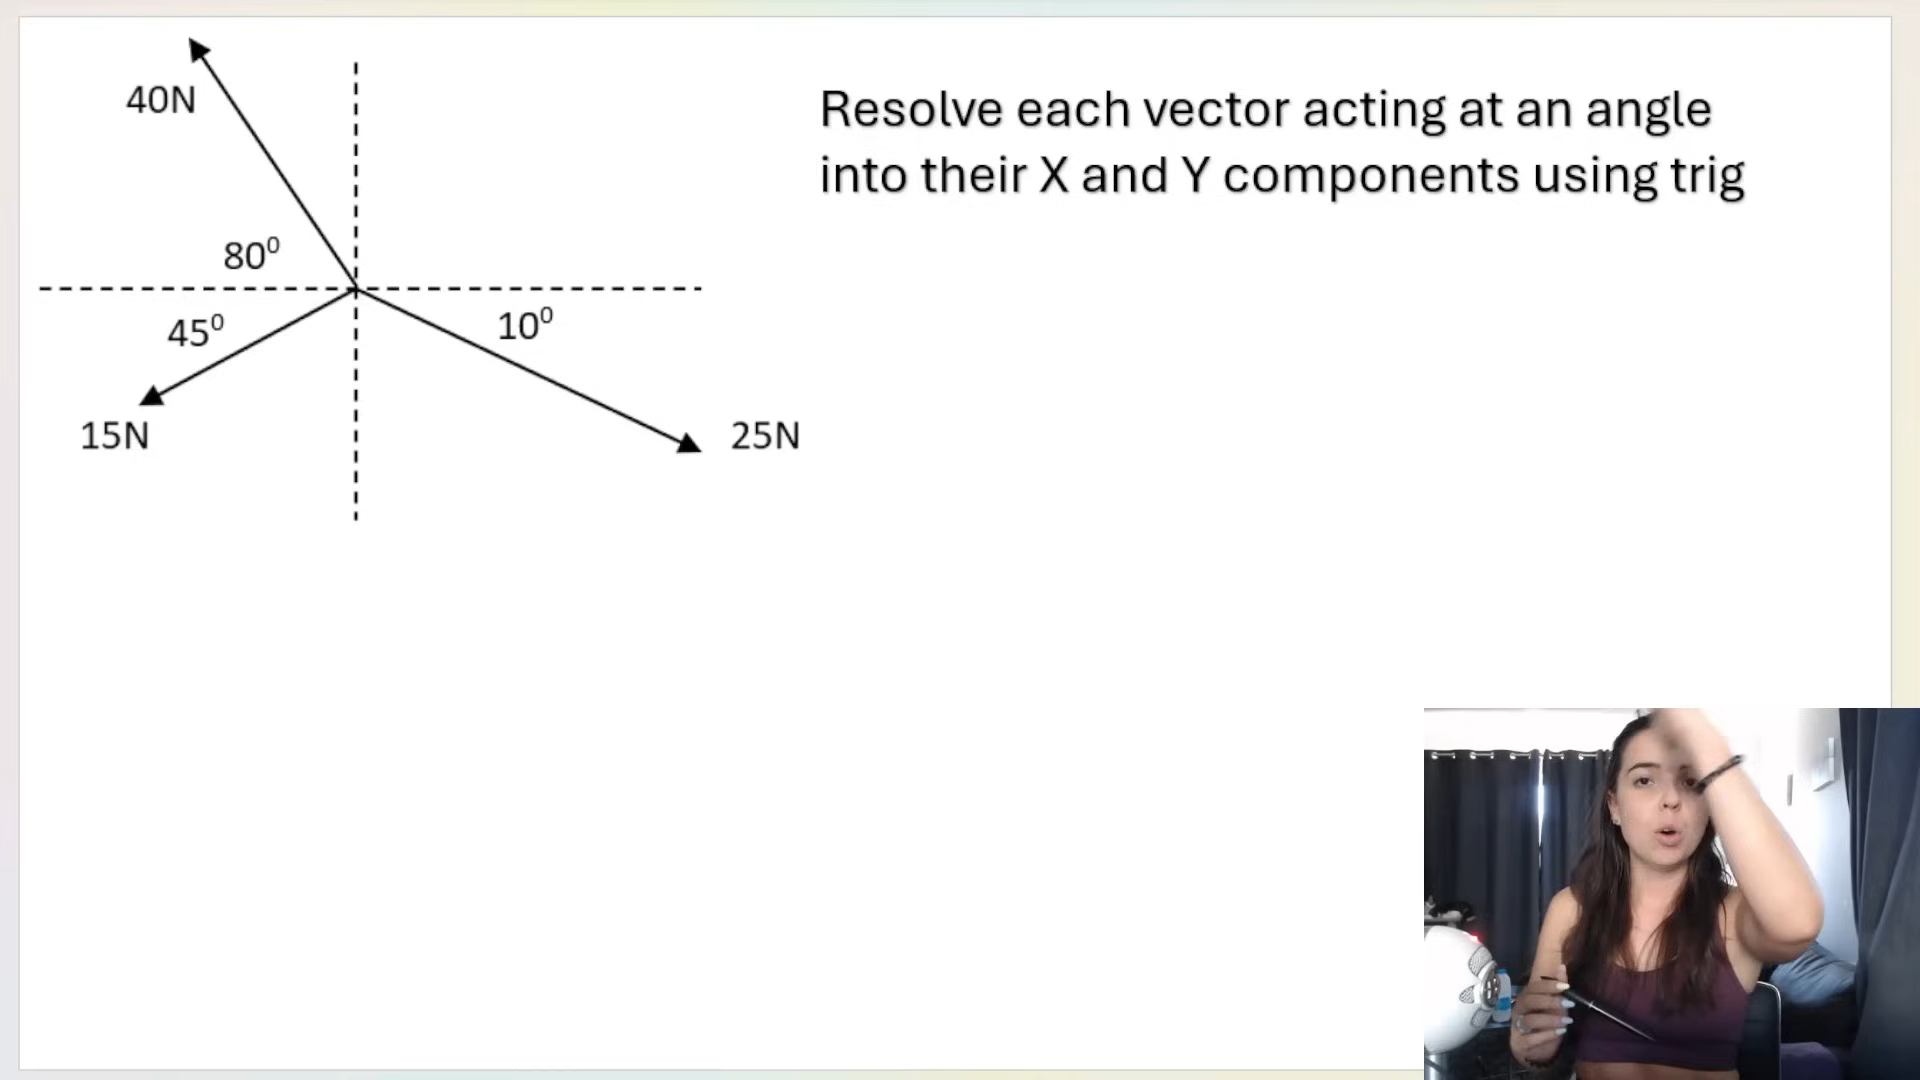 40N
Resolve each vector acting at an angle
into their X and Y components using trig
80⁰
45⁰
10⁰
15N
25N